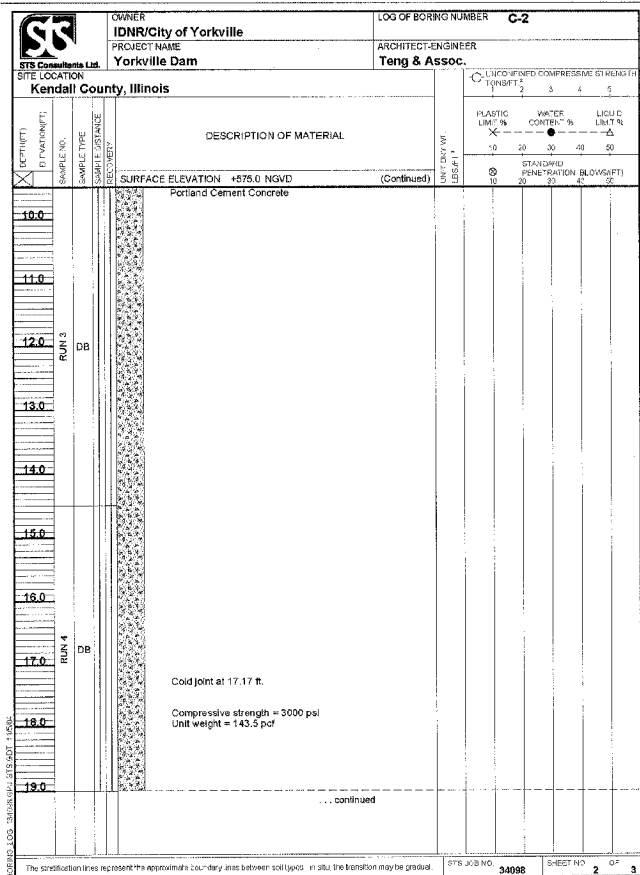 OWNER
IDNR/City of Yorkville
LOG OF BORING NUMBER C-2
STS
STS Consultants Ltd.
PROJECT NAME
Yorkville Dam
ARCHITECT-ENGINEER
Teng & Assoc.
SITE LOCATION
Kendall County, Illinois
UNCONFINED COMPRESSIVE STRENGTH
TONS/FT.²
1 2 3 4 5
DEPTH(FT)
ELEVATION(FT)
SAMPLE NO.
SAMPLE TYPE
SAMPLE DISTANCE
RECOVERY
DESCRIPTION OF MATERIAL
UNIT DRY WT.
LBS./FT.³
PLASTIC LIMIT %
WATER CONTENT %
LIQUID LIMIT %
10 20 30 40 50
STANDARD
PENETRATION BLOWS/(FT)
10 20 30 40 50
SURFACE ELEVATION +575.0 NGVD (Continued)
Portland Cement Concrete
10.0
11.0
12.0
RUN 3
DB
13.0
14.0
15.0
16.0
17.0
RUN 4
DB
Cold joint at 17.17 ft.
Compressive strength = 3000 psi
Unit weight = 143.5 pcf
18.0
19.0
... continued
The stratification lines represent the approximate boundary lines between soil types: in situ, the transition may be gradual.
STS JOB NO. 34098
SHEET NO. 2 OF 3